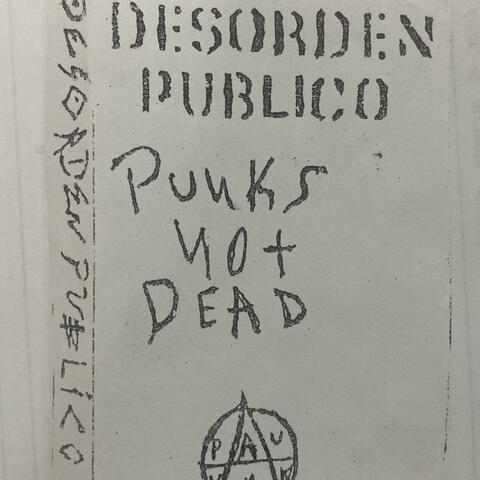 DESORDEN PUBLICO
DESORDEN
PUBLICO
PUNKS
NOT
DEAD